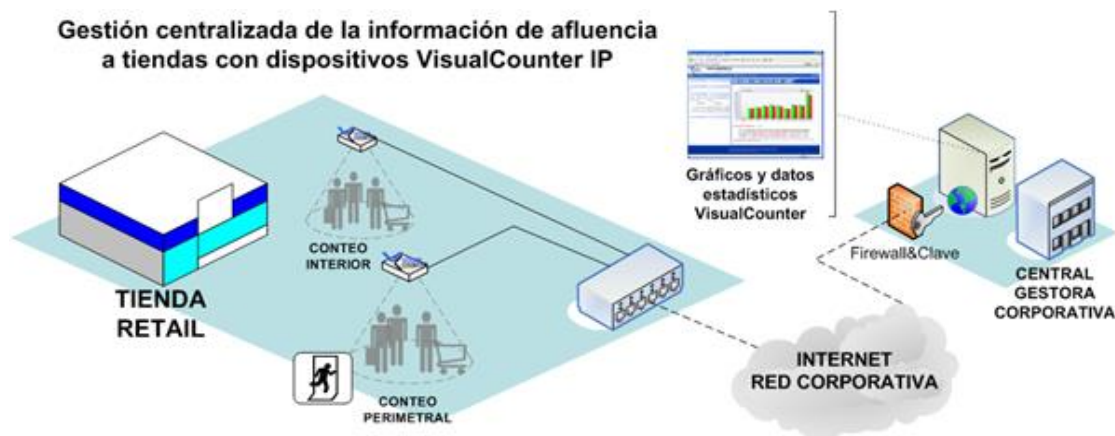 Gestión centralizada de la información de afluencia
a tiendas con dispositivos VisualCounter IP
Gráficos y datos
estadísticos
VisualCounter
CONTEO
INTERIOR
Firewall&Clave
CENTRAL
GESTORA
CORPORATIVA
TIENDA
RETAIL
INTERNET
RED CORPORATIVA
CONTEO
PERIMETRAL